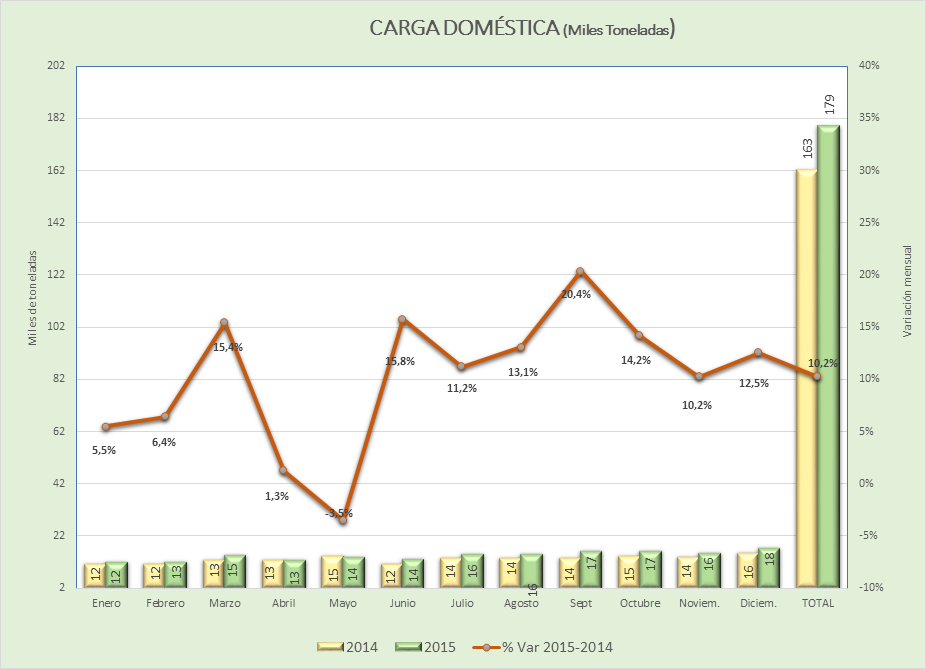 CARGA DOMÉSTICA (Miles Toneladas)
202 40%
182 35%
162 30%
142 25%
122 20%
102 15%
82 10%
62 5%
42 0%
22 -5%
2 -10%
Miles de toneladas
Variación mensual
163 179
5,5% 6,4% 15,4% 1,3% -3,5% 15,8% 11,2% 13,1% 20,4% 14,2% 10,2% 12,5% 10,2%
12 12 12 13 13 15 13 13 15 14 12 14 14 16 14 16 14 17 15 17 14 16 16 18
Enero Febrero Marzo Abril Mayo Junio Julio Agosto Sept Octubre Noviem. Diciem. TOTAL
2014 2015 % Var 2015-2014